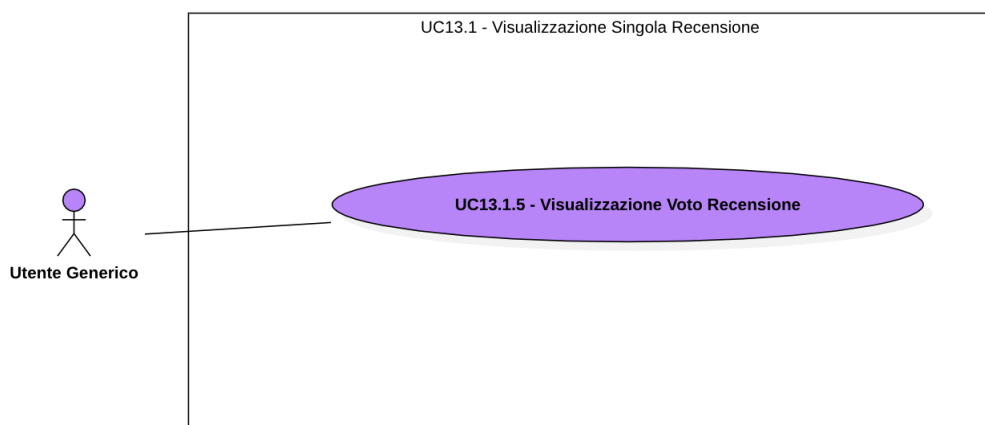 UC13.1 - Visualizzazione Singola Recensione
UC13.1.5 - Visualizzazione Voto Recensione
Utente Generico